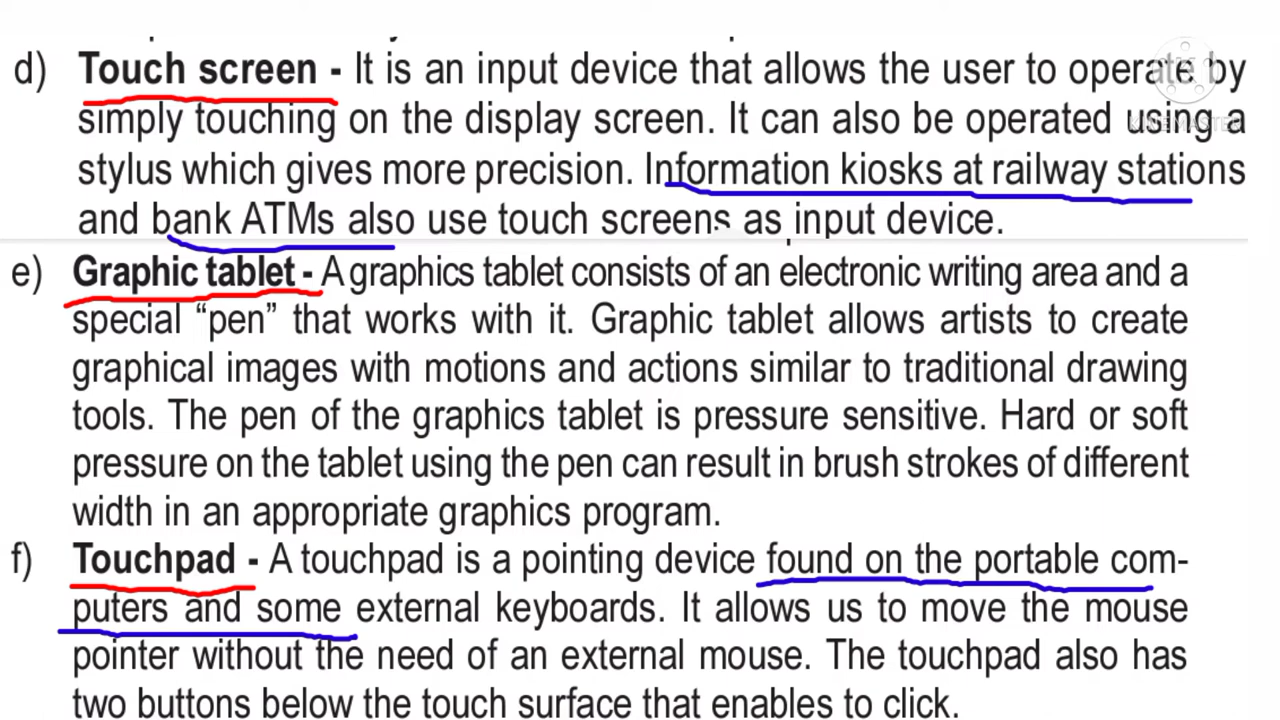 d) Touch screen - It is an input device that allows the user to operate by
simply touching on the display screen. It can also be operated using a
stylus which gives more precision. Information kiosks at railway stations
and bank ATMs also use touch screens as input device.
e) Graphic tablet - A graphics tablet consists of an electronic writing area and a
special “pen” that works with it. Graphic tablet allows artists to create
graphical images with motions and actions similar to traditional drawing
tools. The pen of the graphics tablet is pressure sensitive. Hard or soft
pressure on the tablet using the pen can result in brush strokes of different
width in an appropriate graphics program.
f) Touchpad - A touchpad is a pointing device found on the portable com-
puters and some external keyboards. It allows us to move the mouse
pointer without the need of an external mouse. The touchpad also has
two buttons below the touch surface that enables to click.
KINEMASTER